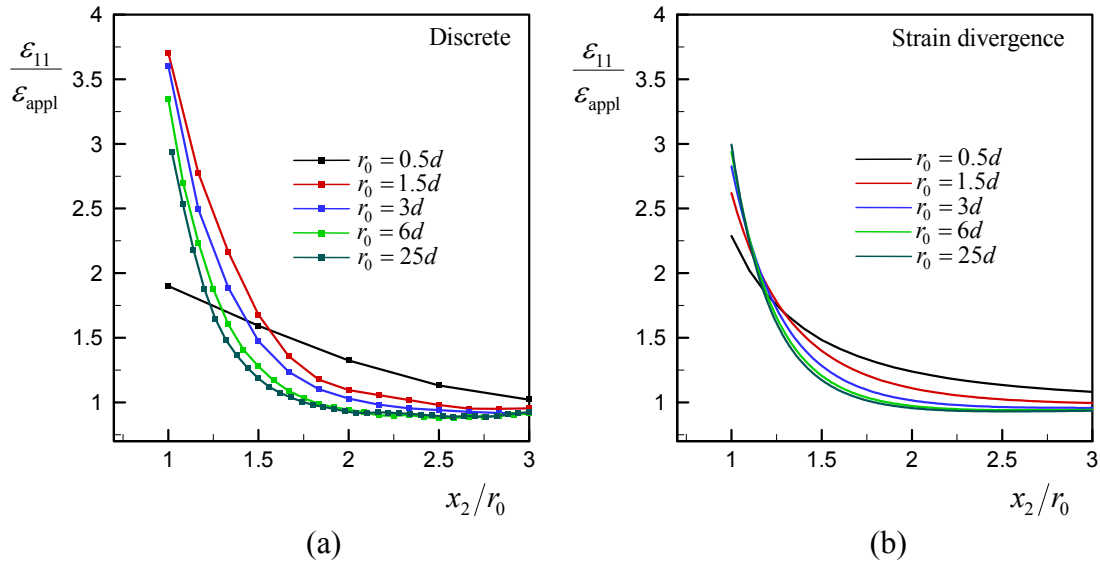 4
Discrete
ε₁₁
ε_appl
3.5
3
r₀ = 0.5d
r₀ = 1.5d
2.5
r₀ = 3d
r₀ = 6d
2
r₀ = 25d
1.5
1
1 1.5 2 2.5 3
x₂/r₀
(a)
4
Strain divergence
ε₁₁
ε_appl
3.5
3
r₀ = 0.5d
r₀ = 1.5d
2.5
r₀ = 3d
r₀ = 6d
2
r₀ = 25d
1.5
1
1 1.5 2 2.5 3
x₂/r₀
(b)